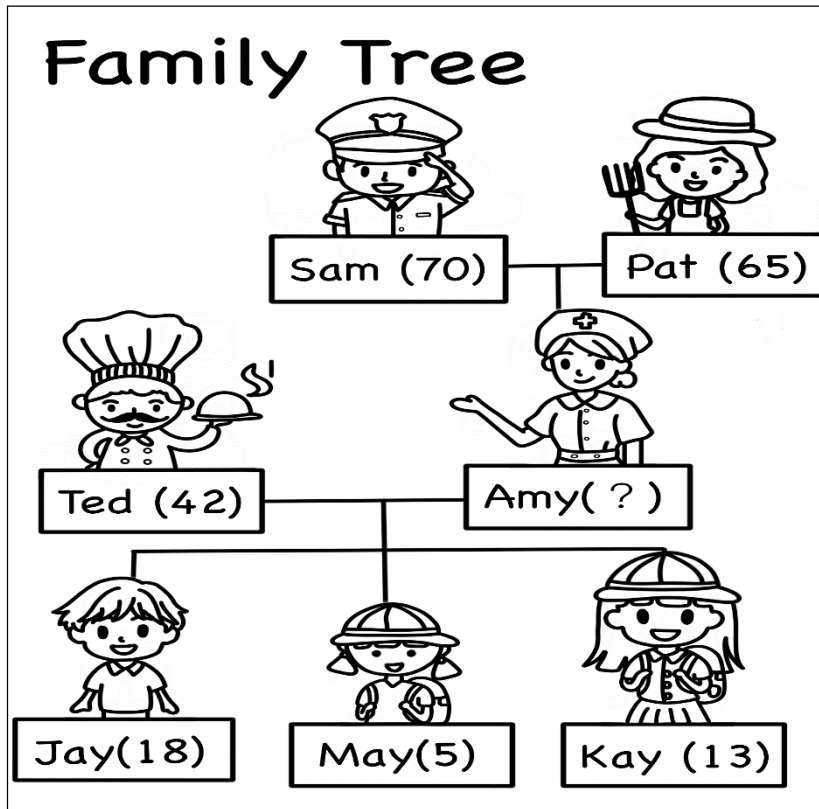 Family Tree
Sam (70) Pat (65)
Ted (42) Amy(？)
Jay(18) May(5) Kay (13)